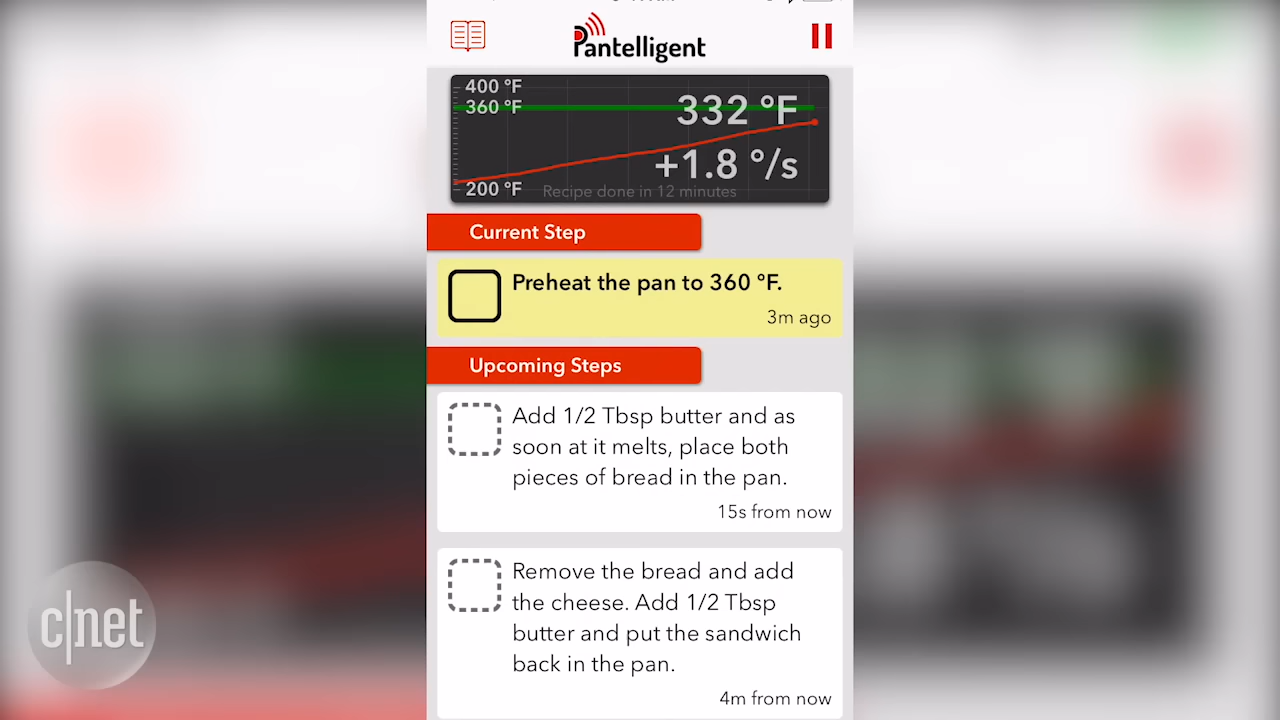 Pantelligent
400 °F
360 °F
332 °F
+1.8 °/s
200 °F
Recipe done in 12 minutes
Current Step
Preheat the pan to 360 °F.
3m ago
Upcoming Steps
Add 1/2 Tbsp butter and as
soon at it melts, place both
pieces of bread in the pan.
15s from now
Remove the bread and add
the cheese. Add 1/2 Tbsp
butter and put the sandwich
back in the pan.
4m from now
c|net